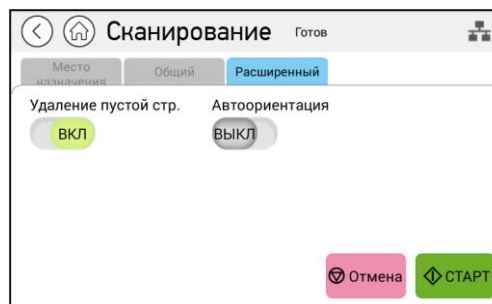 Сканирование Готов
Место
назначения
Общий
Расширенный
Удаление пустой стр. Автоориентация
ВКЛ ВЫКЛ
Отмена СТАРТ